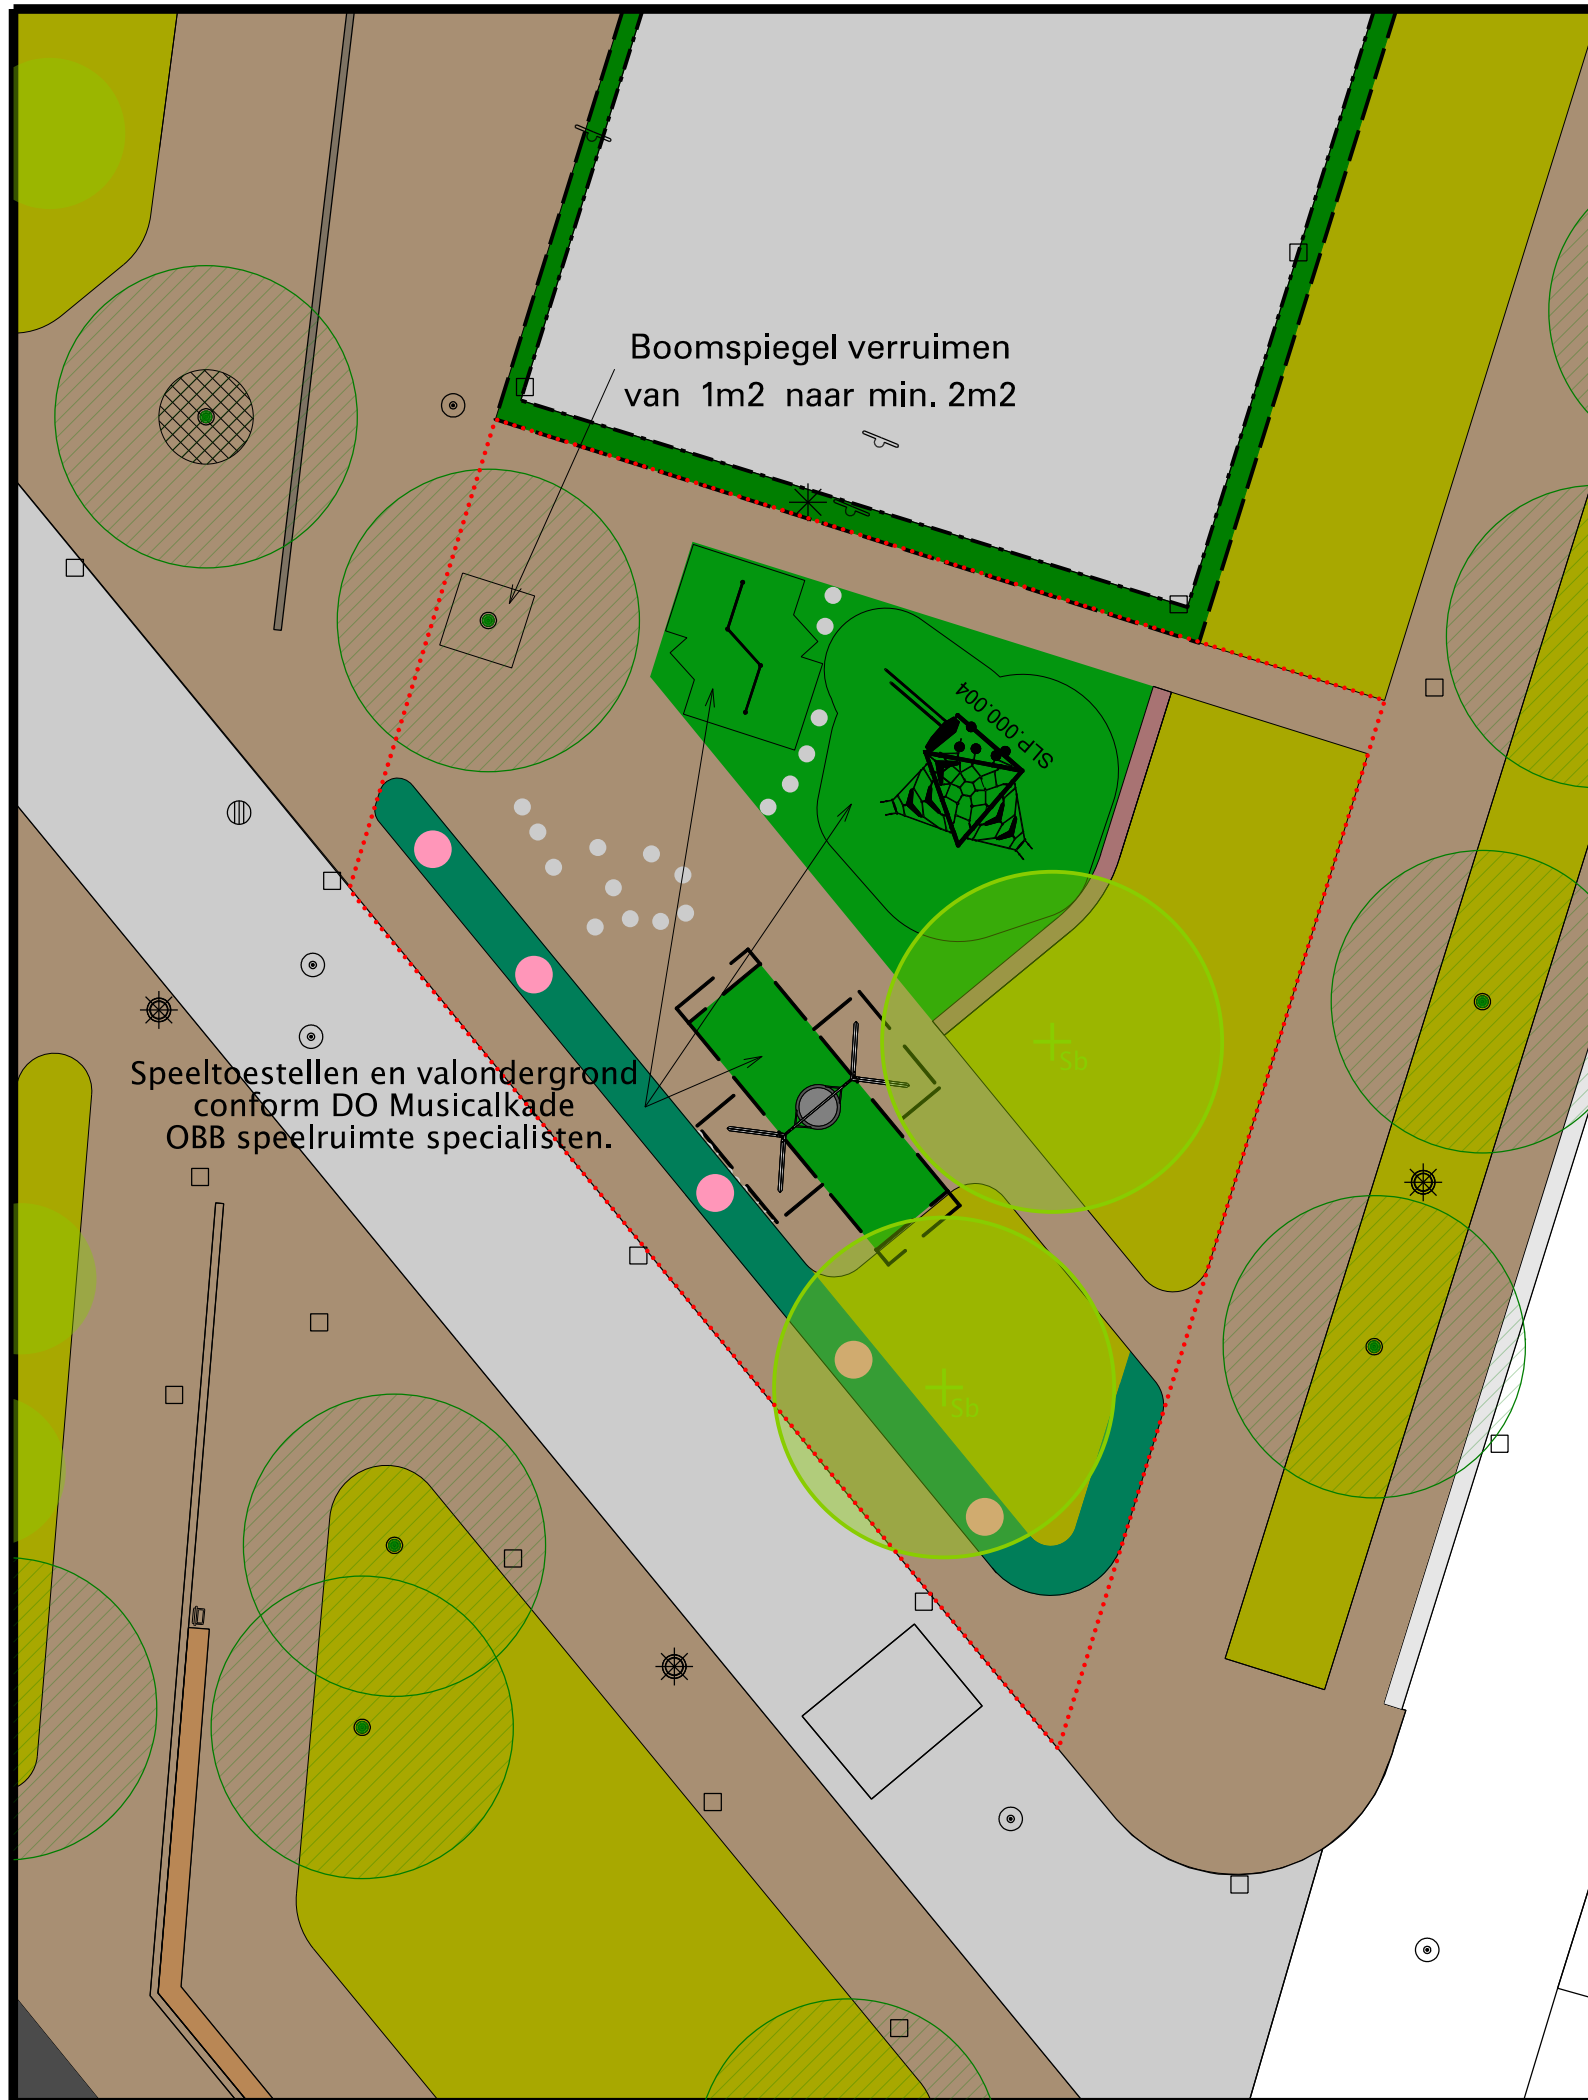 Boomspiegel verruimen
van 1m2 naar min. 2m2
SLP.000.004
Sb
Speeltoestellen en valondergrond
conform DO Musicalkade
OBB speelruimte specialisten.
Sb